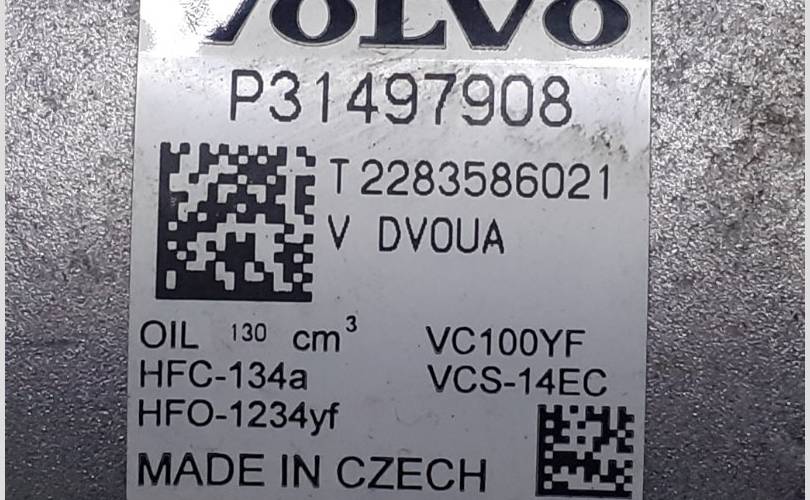 VOLVO
P31497908
T 2283586021
V DVOUA
OIL 130 cm³ VC100YF
HFC-134a VCS-14EC
HFO-1234yf
MADE IN CZECH